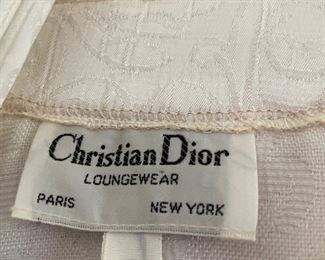 Christian Dior
LOUNGEWEAR
PARIS NEW YORK